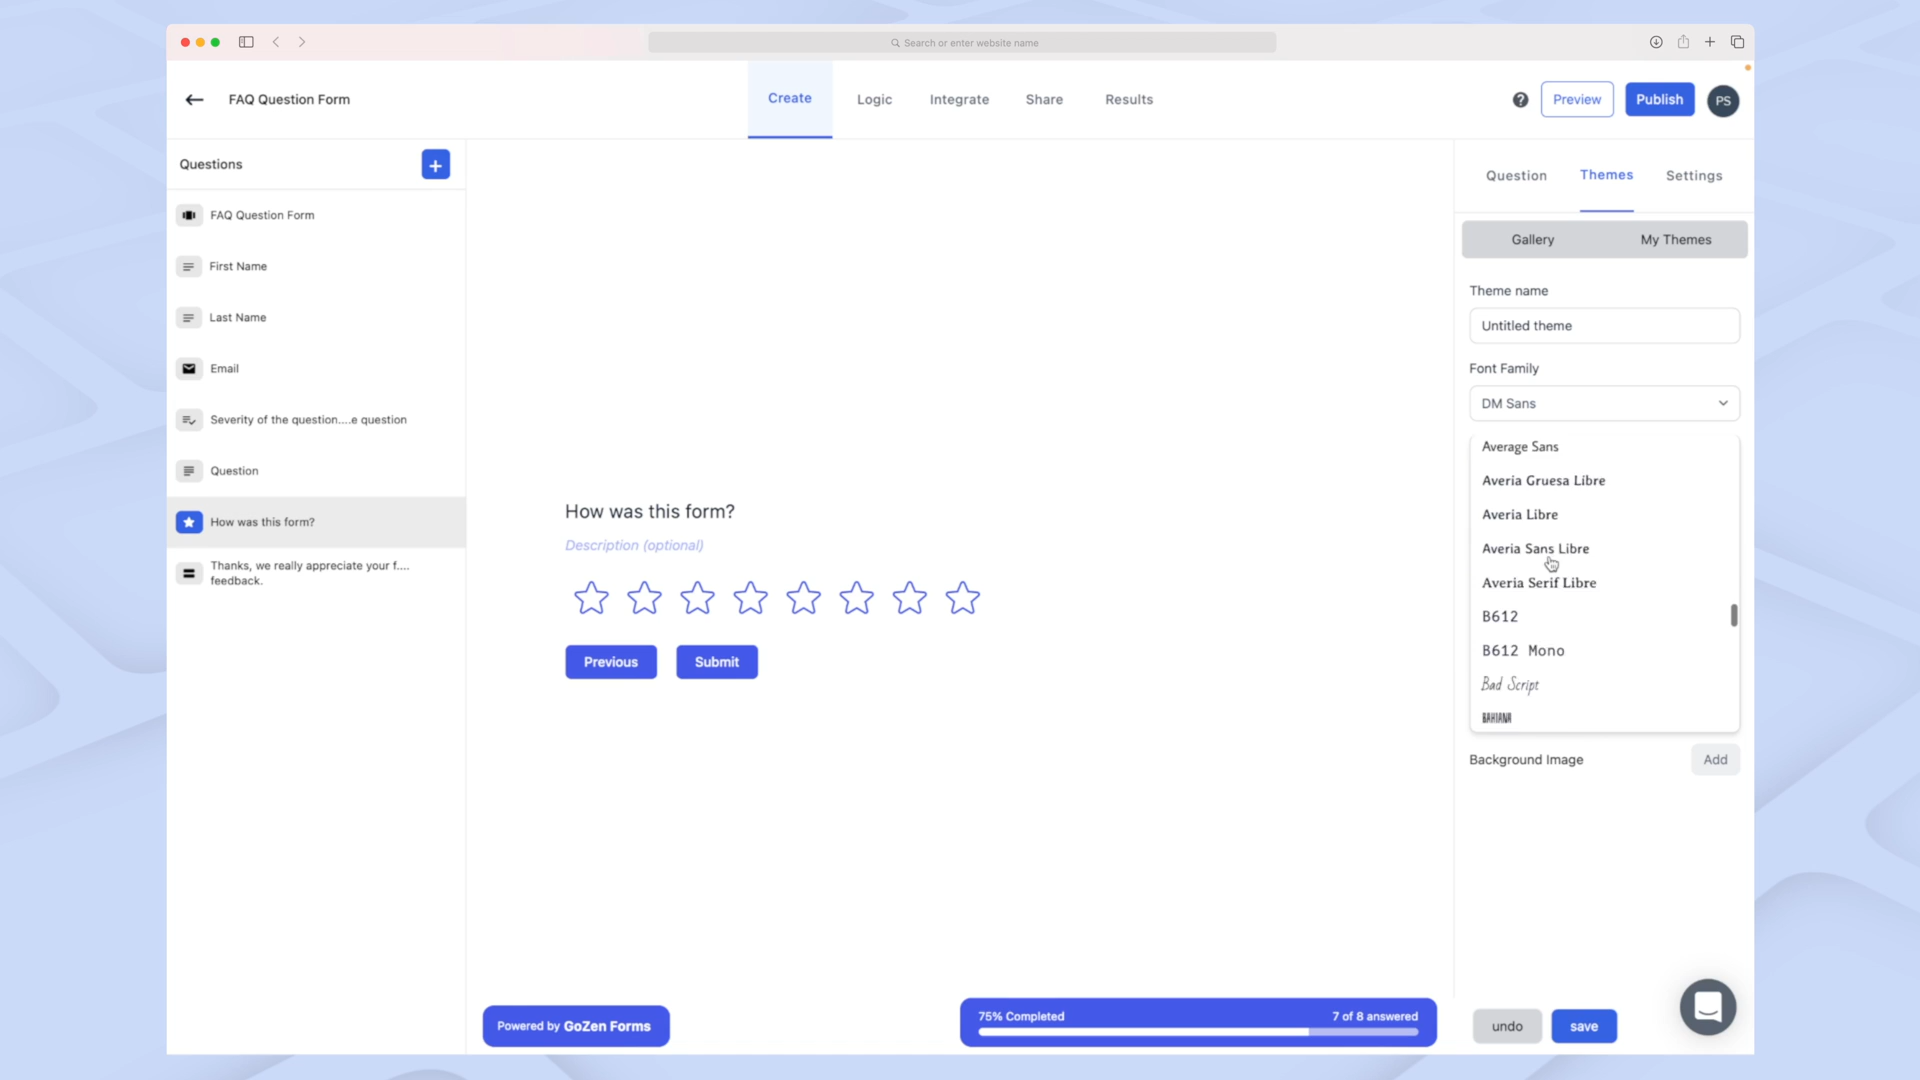 Search or enter website name
FAQ Question Form
Create
Logic
Integrate
Share
Results
?
Preview
Publish
PS
Questions
+
FAQ Question Form
First Name
Last Name
Email
Severity of the question....e question
Question
How was this form?
Thanks, we really appreciate your f....
feedback.
How was this form?
Description (optional)
Previous
Submit
Powered by GoZen Forms
75% Completed
7 of 8 answered
Question
Themes
Settings
Gallery
My Themes
Theme name
Untitled theme
Font Family
DM Sans
Average Sans
Averia Gruesa Libre
Averia Libre
Averia Sans Libre
Averia Serif Libre
B612
B612 Mono
Bad Script
BAHIANA
Background Image
Add
undo
save